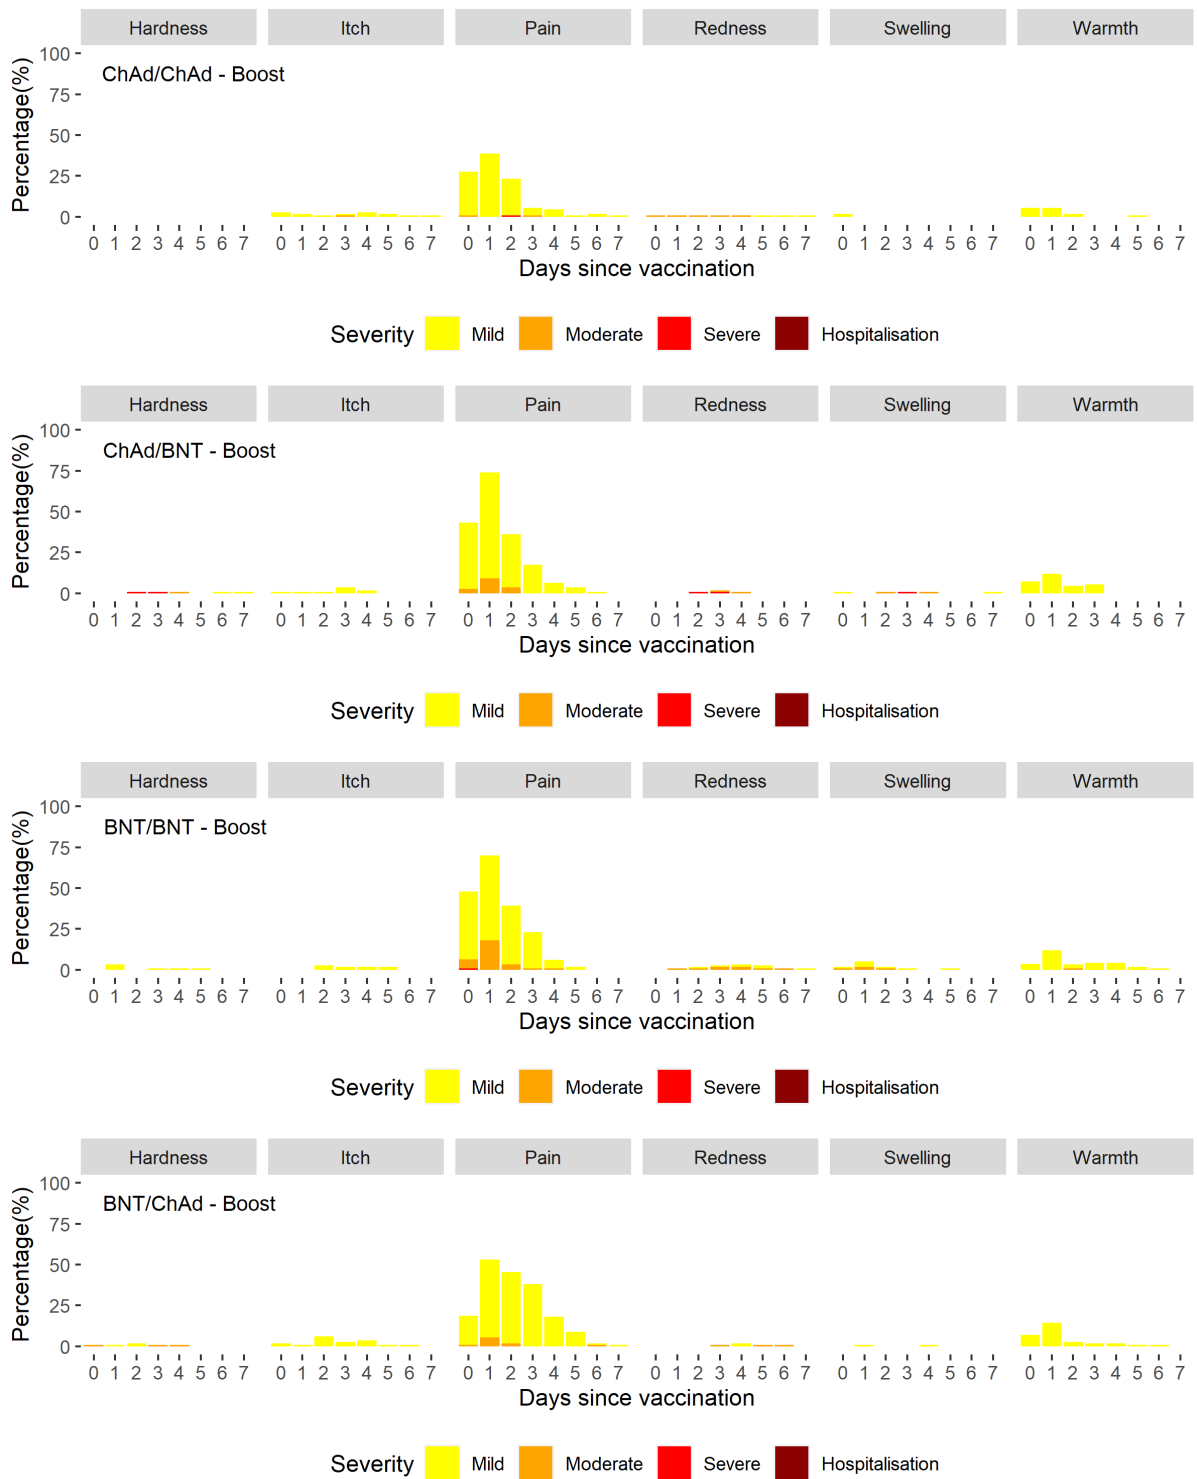 Hardness Itch Pain Redness Swelling Warmth
ChAd/ChAd - Boost
Percentage(%)
100
75
50
25
0
0 1 2 3 4 5 6 7 0 1 2 3 4 5 6 7 0 1 2 3 4 5 6 7 0 1 2 3 4 5 6 7 0 1 2 3 4 5 6 7 0 1 2 3 4 5 6 7
Days since vaccination
Severity Mild Moderate Severe Hospitalisation
Hardness Itch Pain Redness Swelling Warmth
ChAd/BNT - Boost
Percentage(%)
100
75
50
25
0
0 1 2 3 4 5 6 7 0 1 2 3 4 5 6 7 0 1 2 3 4 5 6 7 0 1 2 3 4 5 6 7 0 1 2 3 4 5 6 7 0 1 2 3 4 5 6 7
Days since vaccination
Severity Mild Moderate Severe Hospitalisation
Hardness Itch Pain Redness Swelling Warmth
BNT/BNT - Boost
Percentage(%)
100
75
50
25
0
0 1 2 3 4 5 6 7 0 1 2 3 4 5 6 7 0 1 2 3 4 5 6 7 0 1 2 3 4 5 6 7 0 1 2 3 4 5 6 7 0 1 2 3 4 5 6 7
Days since vaccination
Severity Mild Moderate Severe Hospitalisation
Hardness Itch Pain Redness Swelling Warmth
BNT/ChAd - Boost
Percentage(%)
100
75
50
25
0
0 1 2 3 4 5 6 7 0 1 2 3 4 5 6 7 0 1 2 3 4 5 6 7 0 1 2 3 4 5 6 7 0 1 2 3 4 5 6 7 0 1 2 3 4 5 6 7
Days since vaccination
Severity Mild Moderate Severe Hospitalisation